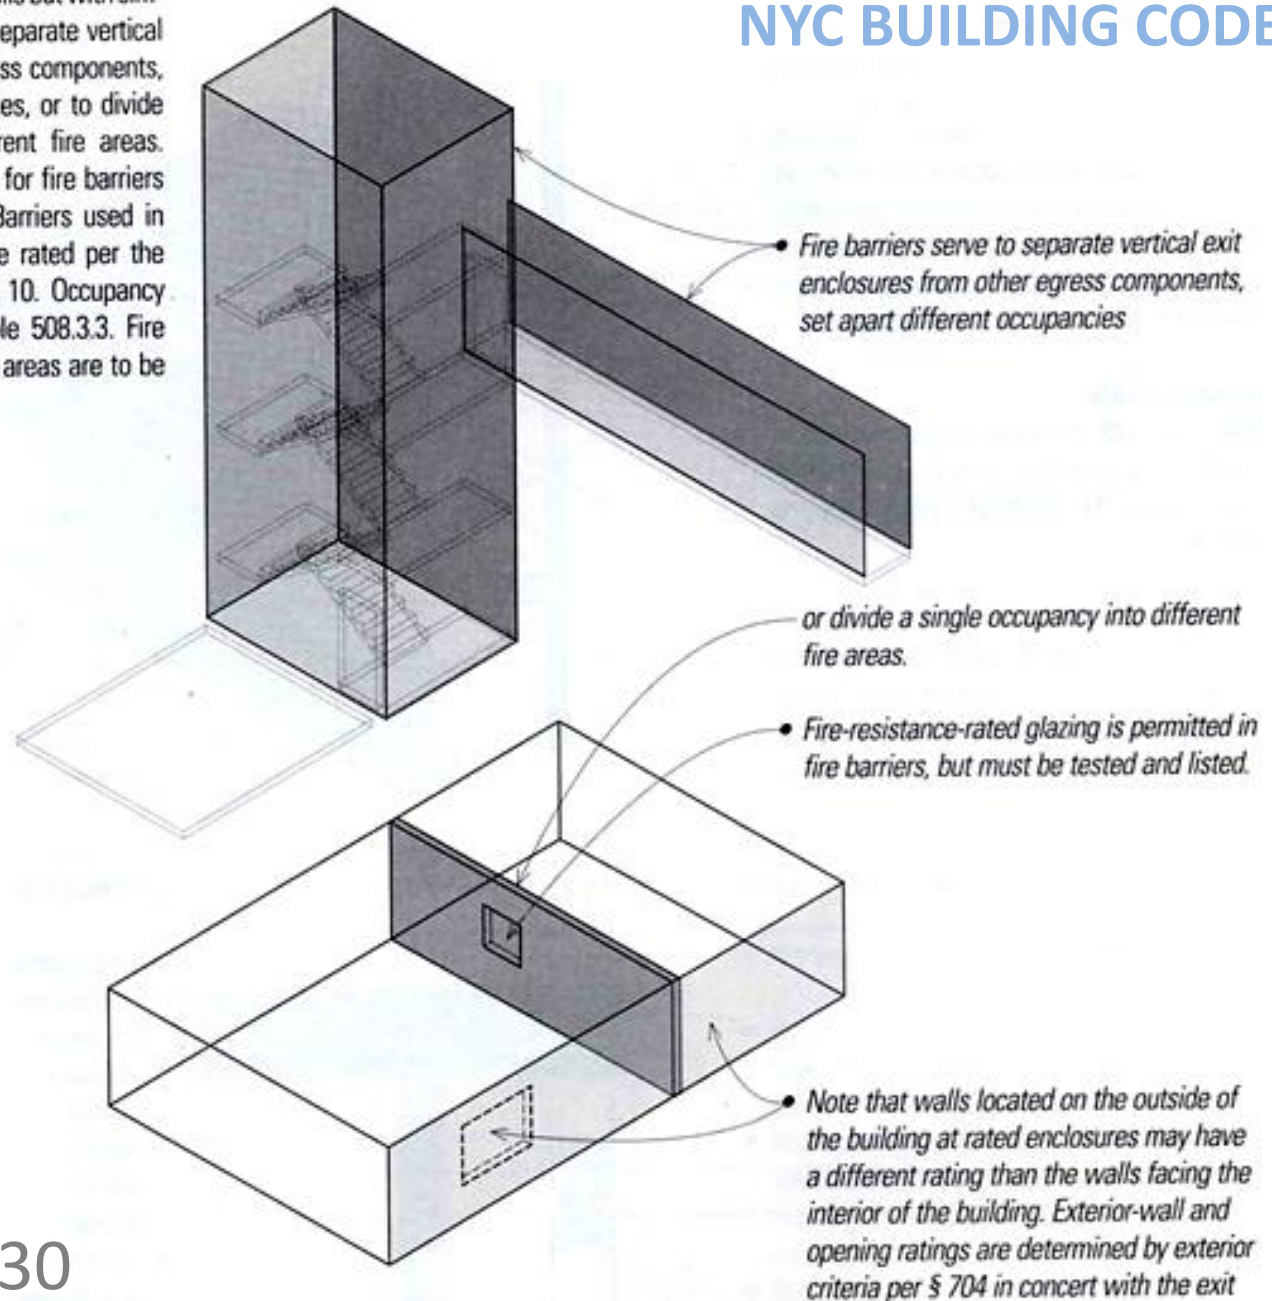 NYC BUILDING CODE
eparate vertical
ss components,
es, or to divide
rent fire areas.
for fire barriers
Barriers used in
e rated per the
10. Occupancy
le 508.3.3. Fire
areas are to be
• Fire barriers serve to separate vertical exit
enclosures from other egress components,
set apart different occupancies
or divide a single occupancy into different
fire areas.
• Fire-resistance-rated glazing is permitted in
fire barriers, but must be tested and listed.
• Note that walls located on the outside of
the building at rated enclosures may have
a different rating than the walls facing the
interior of the building. Exterior-wall and
opening ratings are determined by exterior
criteria per § 704 in concert with the exit
30